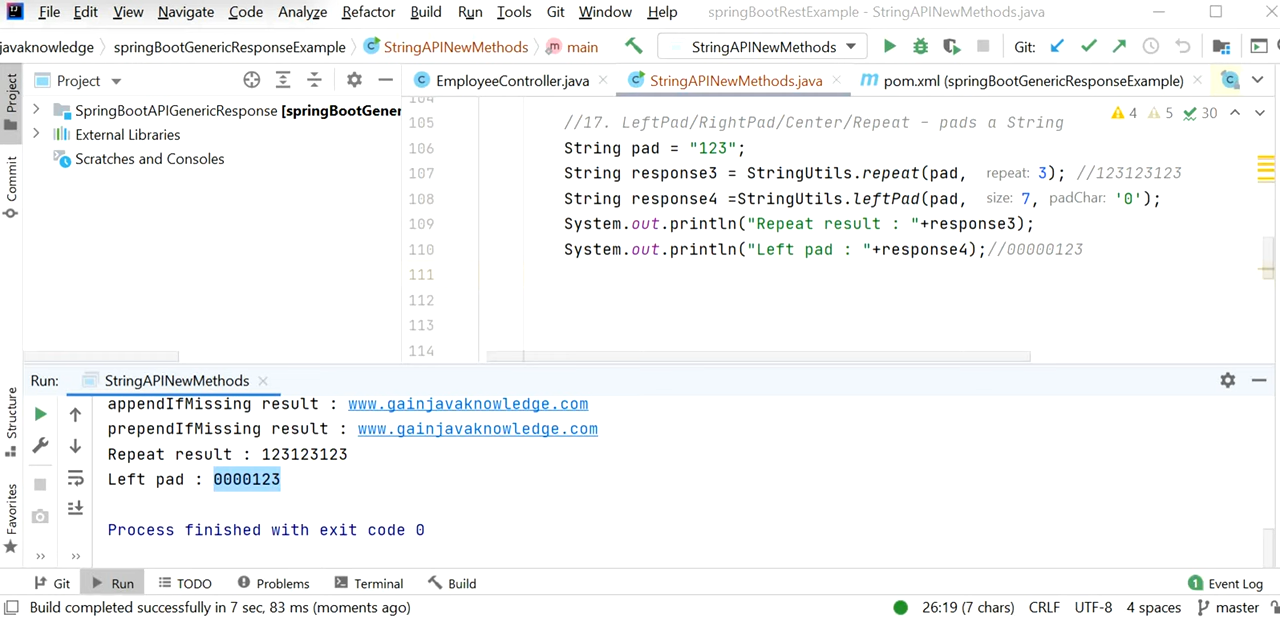 File Edit View Navigate Code Analyze Refactor Build Run Tools Git Window Help springBootRestExample - StringAPINewMethods.java
javaknowledge springBootGenericResponseExample StringAPINewMethods main StringAPINewMethods Git:
Project EmployeeController.java StringAPINewMethods.java pom.xml (springBootGenericResponseExample)
Project
Commit
Structure
Favorites
SpringBootAPIGenericResponse [springBootGener
External Libraries
Scratches and Consoles
4 5 30
104
105 //17. LeftPad/RightPad/Center/Repeat - pads a String
106 String pad = "123";
107 String response3 = StringUtils.repeat(pad, repeat: 3); //123123123
108 String response4 =StringUtils.leftPad(pad, size: 7, padChar: '0');
109 System.out.println("Repeat result : "+response3);
110 System.out.println("Left pad : "+response4);//00000123
111
112
113
114
Run: StringAPINewMethods
appendIfMissing result : www.gainjavaknowledge.com
prependIfMissing result : www.gainjavaknowledge.com
Repeat result : 123123123
Left pad : 0000123
Process finished with exit code 0
Git Run TODO Problems Terminal Build 1 Event Log
Build completed successfully in 7 sec, 83 ms (moments ago) 26:19 (7 chars) CRLF UTF-8 4 spaces master